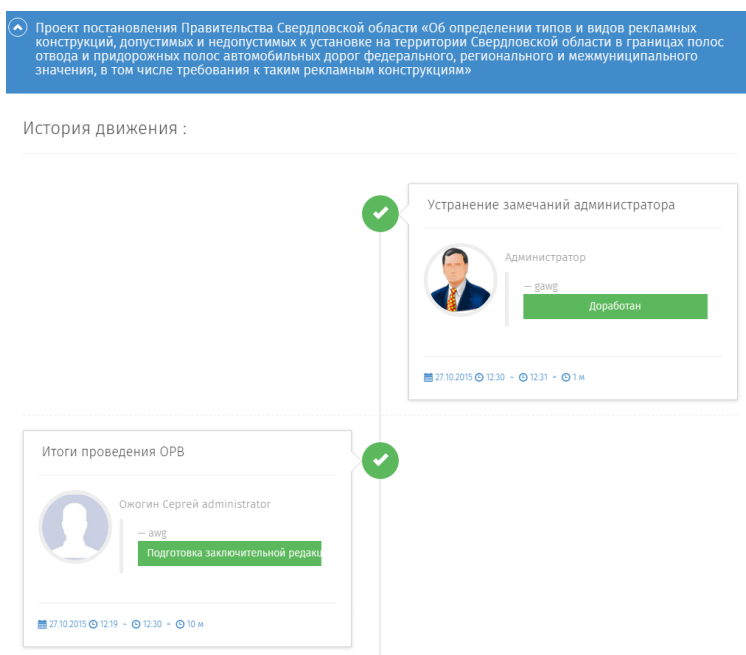 Проект постановления Правительства Свердловской области «Об определении типов и видов рекламных
конструкций, допустимых и недопустимых к установке на территории Свердловской области в границах полос
отвода и придорожных полос автомобильных дорог федерального, регионального и межмуниципального
значения, в том числе требования к таким рекламным конструкциям»
История движения :
Устранение замечаний администратора
Администратор
— gawg
Доработан
27.10.2015 12:30 - 12:31 = 1 м
Итоги проведения ОРВ
Ожогин Сергей administrator
— awg
Подготовка заключительной редакц
27.10.2015 12:19 - 12:30 = 10 м